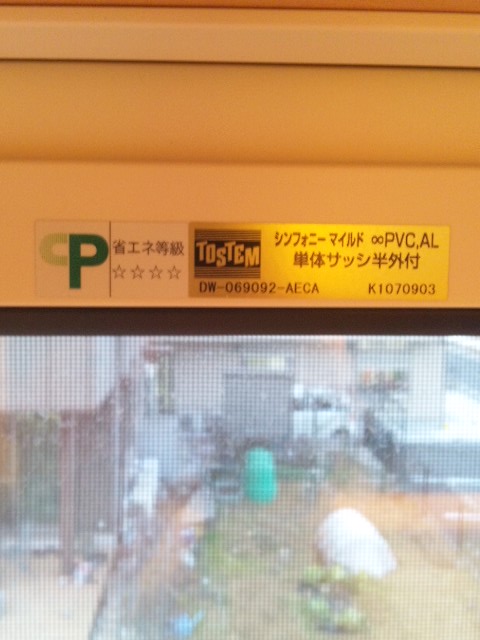 CP
省エネ等級
☆☆☆☆
TOSTEM
シンフォニーマイルド ∞PVC,AL
単体サッシ半外付
DW-069092-AECA K1070903